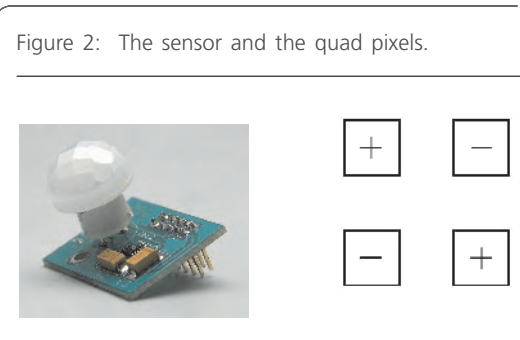 Figure 2: The sensor and the quad pixels.
+ −
− +